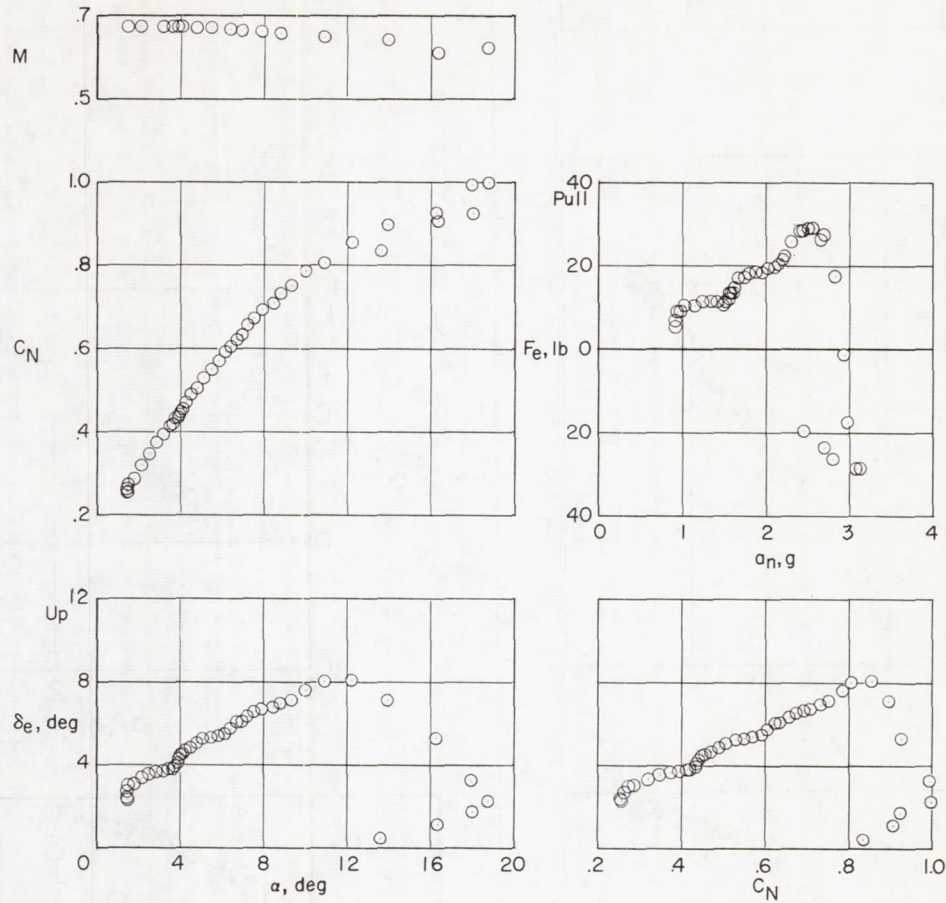 .7
M
.5
1.0
.8
.6
C_N
.4
.2
40
Pull
20
F_e, lb 0
20
40
0 1 2 3 4
a_n, g
12
Up
8
δ_e, deg
4
0
0 4 8 12 16 20
α, deg
.2 .4 .6 .8 1.0
C_N